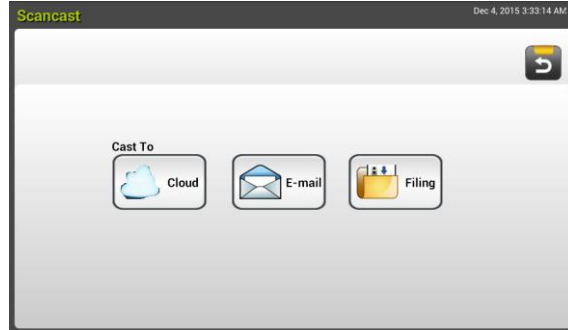 Scancast
Dec 4, 2015 3:33:14 AM
Cast To
Cloud
E-mail
Filing